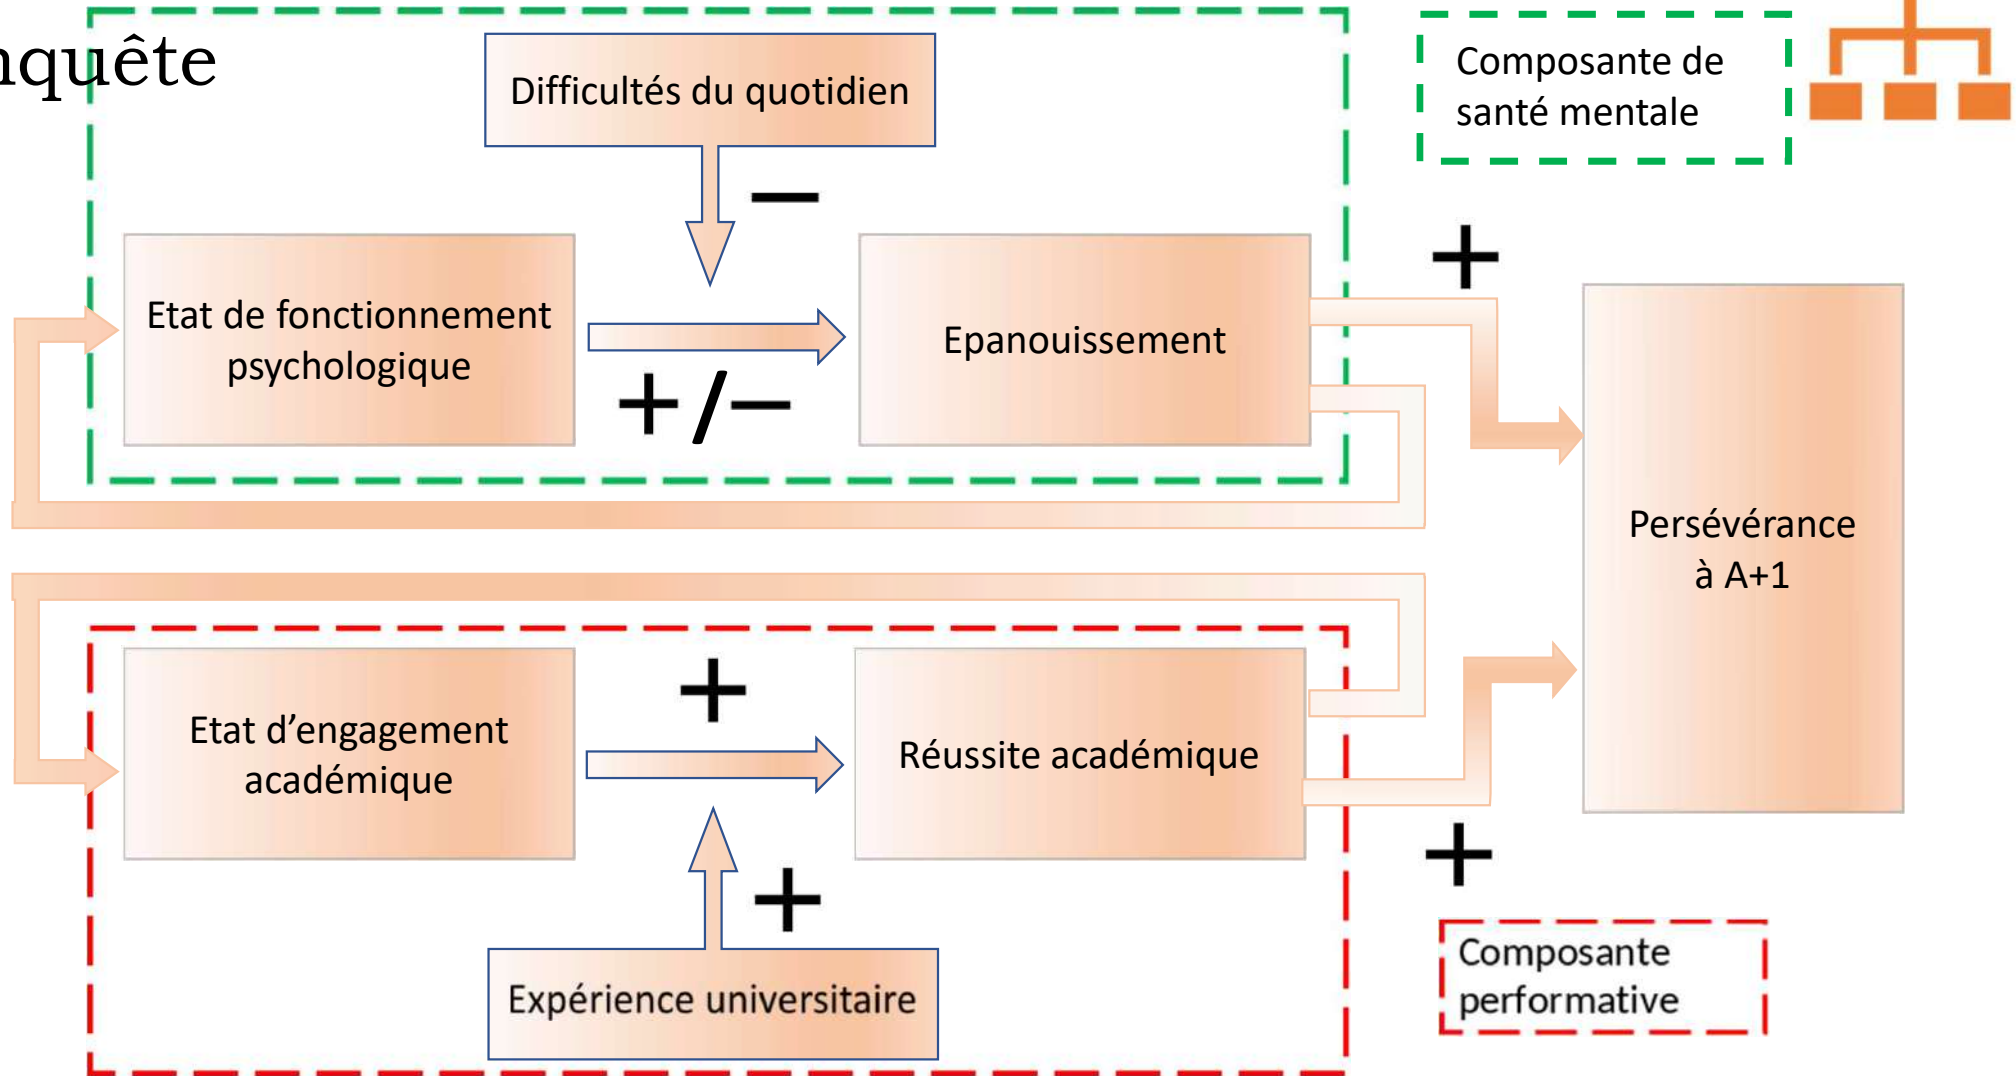 nquête
Difficultés du quotidien
Composante de
santé mentale
–
+
Etat de fonctionnement
psychologique
Epanouissement
+/–
Persévérance
à A+1
+
Etat d’engagement
académique
Réussite académique
+
+
Expérience universitaire
Composante
performative